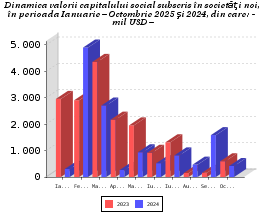 Dinamica valorii capitalului social subscris în societăţi noi,
în perioada Ianuarie – Octombrie 2025 şi 2024, din care: -
mil USD –
5.000
4.000
3.000
2.000
1.000
0
Ia... Fe... Ma... Ap... Ma... Iu... Iu... Au... Se... Oc...
2023 2024